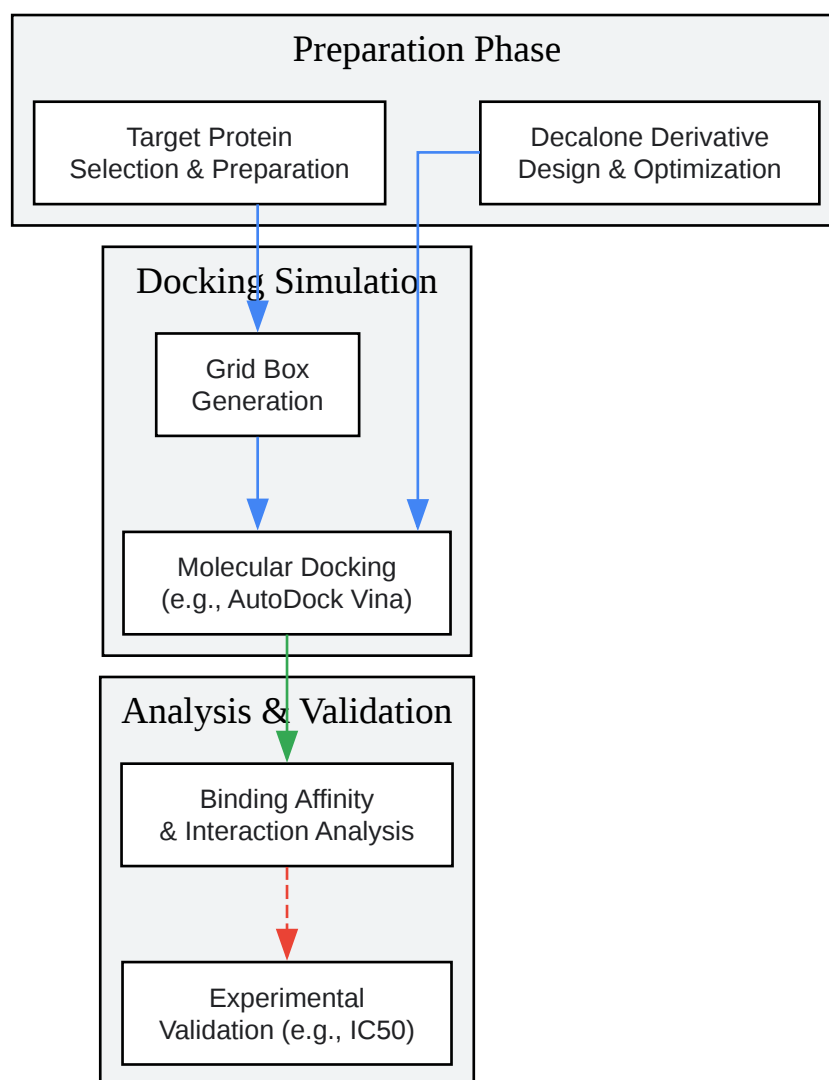 Preparation Phase
Target Protein
Selection & Preparation
Decalone Derivative
Design & Optimization
Docking Simulation
Grid Box
Generation
Molecular Docking
(e.g., AutoDock Vina)
Analysis & Validation
Binding Affinity
& Interaction Analysis
Experimental
Validation (e.g., IC50)